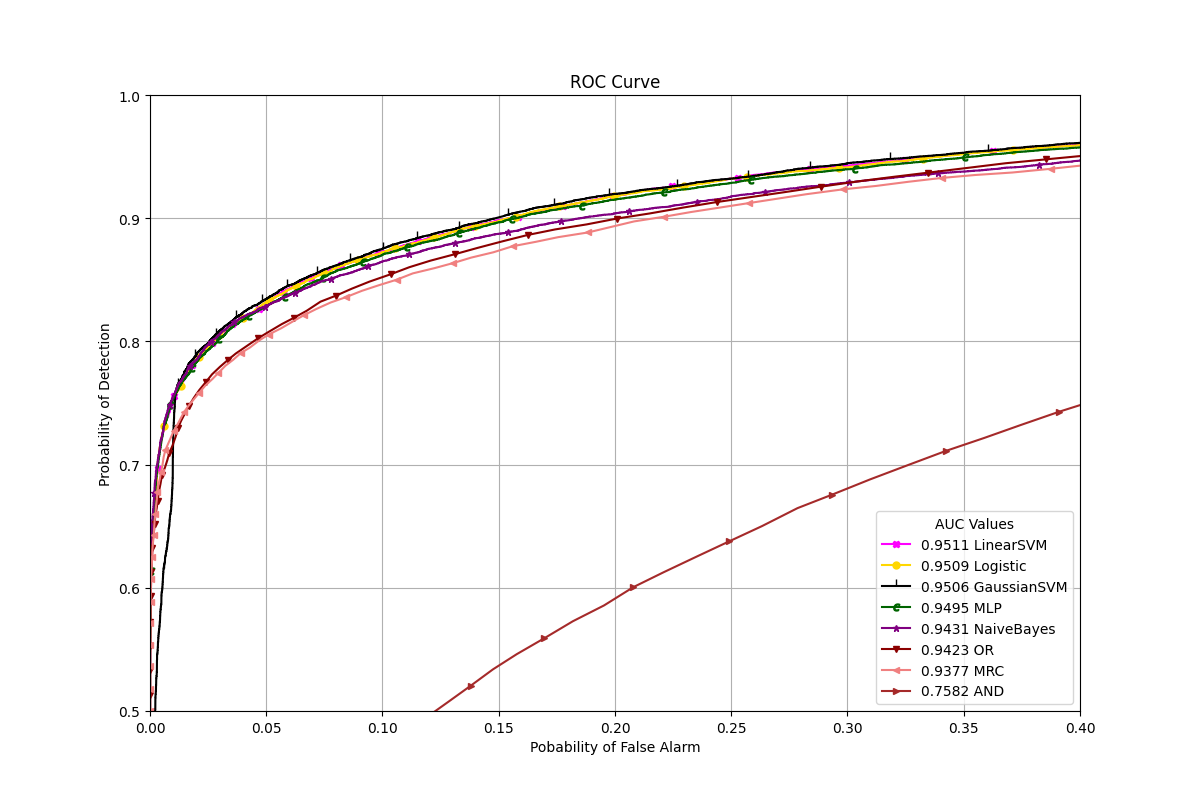 ROC Curve
1.0
0.9
0.8
0.7
0.6
0.5
Probability of Detection
AUC Values
0.9511 LinearSVM
0.9509 Logistic
0.9506 GaussianSVM
0.9495 MLP
0.9431 NaiveBayes
0.9423 OR
0.9377 MRC
0.7582 AND
0.00 0.05 0.10 0.15 0.20 0.25 0.30 0.35 0.40
Pobability of False Alarm